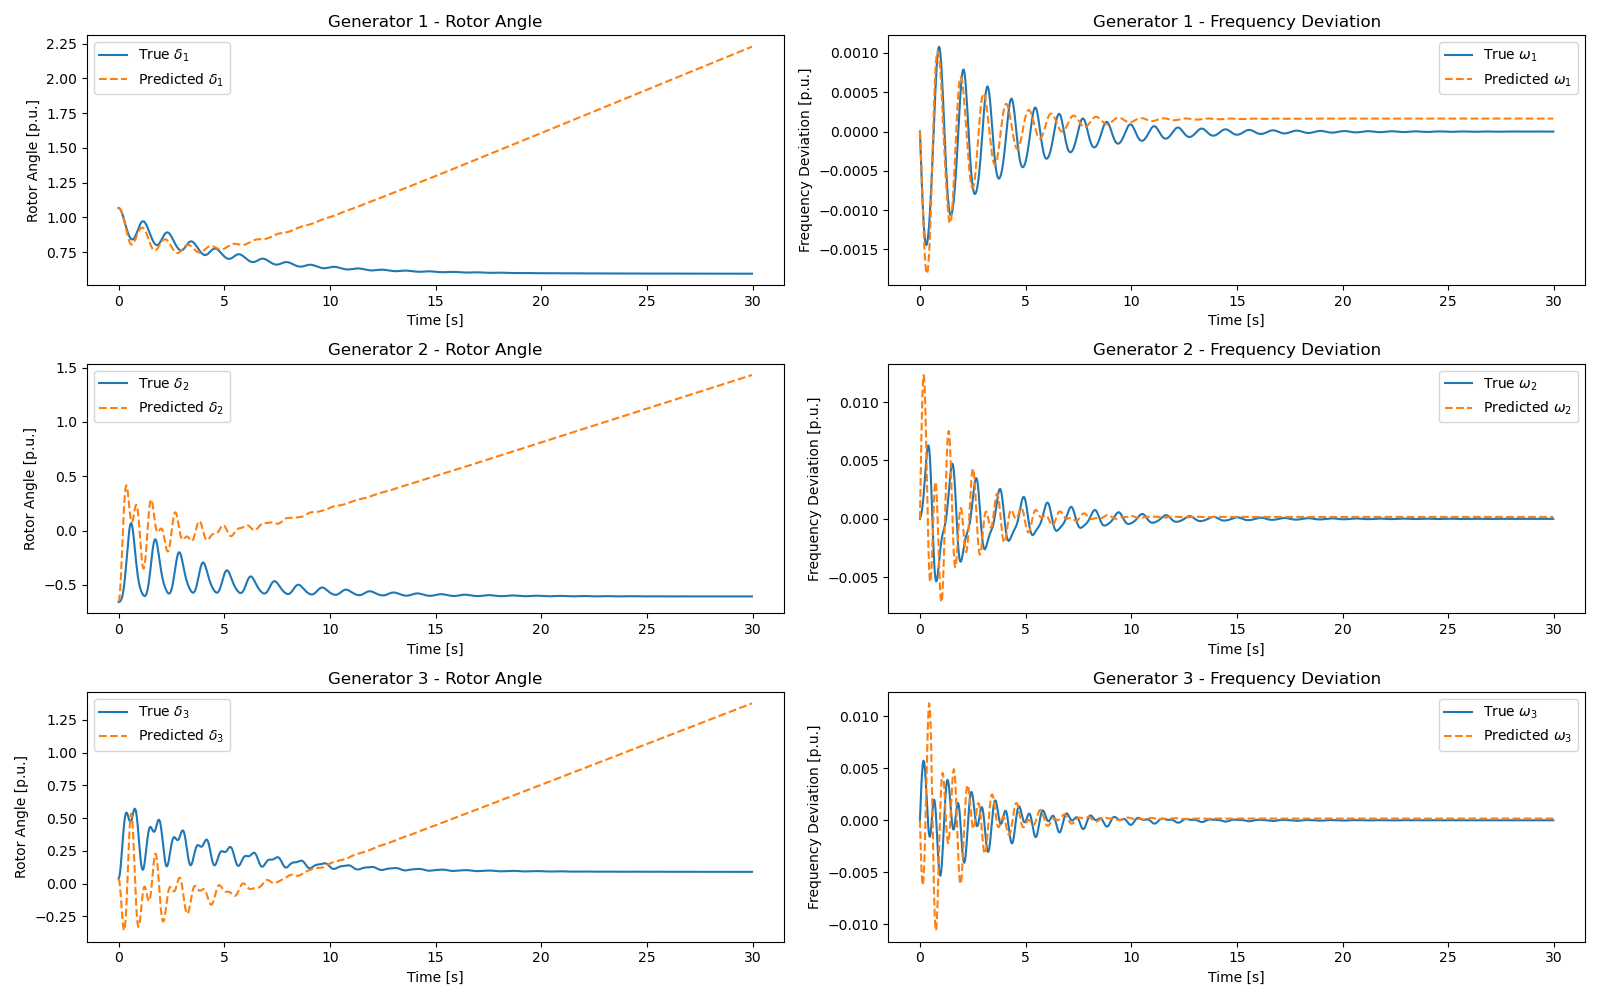 Generator 1 - Rotor Angle
Rotor Angle [p.u.]
2.25
2.00
1.75
1.50
1.25
1.00
0.75
True δ1
Predicted δ1
0 5 10 15 20 25 30
Time [s]
Generator 1 - Frequency Deviation
Frequency Deviation [p.u.]
0.0010
0.0005
0.0000
−0.0005
−0.0010
−0.0015
True ω1
Predicted ω1
0 5 10 15 20 25 30
Time [s]
Generator 2 - Rotor Angle
Rotor Angle [p.u.]
1.5
1.0
0.5
0.0
−0.5
True δ2
Predicted δ2
0 5 10 15 20 25 30
Time [s]
Generator 2 - Frequency Deviation
Frequency Deviation [p.u.]
0.010
0.005
0.000
−0.005
True ω2
Predicted ω2
0 5 10 15 20 25 30
Time [s]
Generator 3 - Rotor Angle
Rotor Angle [p.u.]
1.25
1.00
0.75
0.50
0.25
0.00
−0.25
True δ3
Predicted δ3
0 5 10 15 20 25 30
Time [s]
Generator 3 - Frequency Deviation
Frequency Deviation [p.u.]
0.010
0.005
0.000
−0.005
−0.010
True ω3
Predicted ω3
0 5 10 15 20 25 30
Time [s]